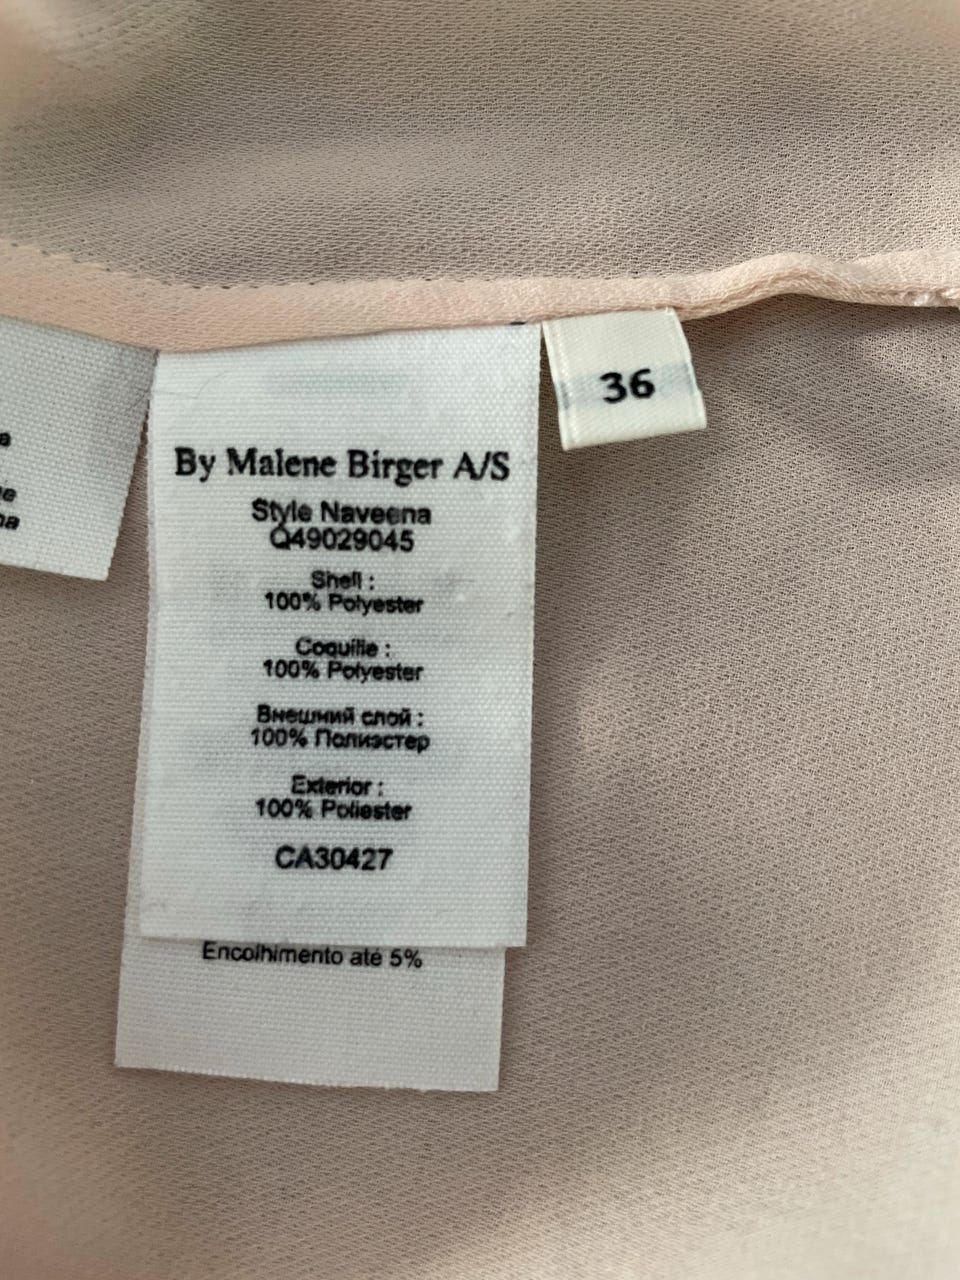 By Malene Birger A/S
Style Naveena
Q49029045
Shell :
100% Polyester
Coquille :
100% Polyester
Внешний слой :
100% Полиэстер
Exterior :
100% Poliester
CA30427
Encolhimento até 5%
36